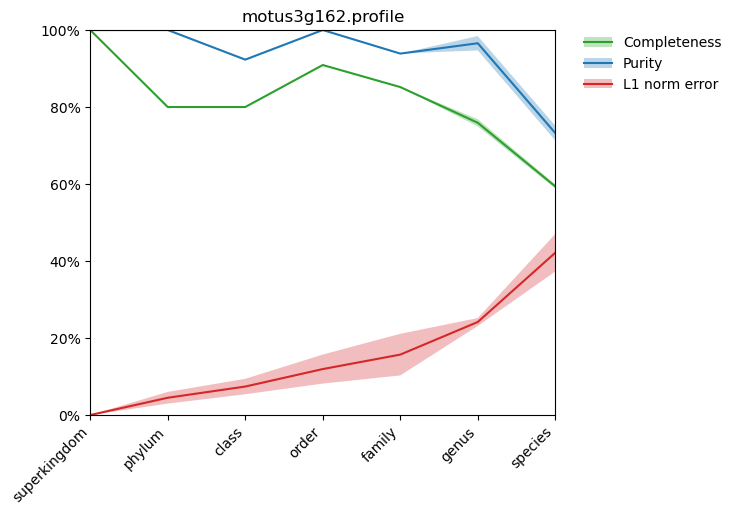 motus3g162.profile
100%
80%
60%
40%
20%
0%
superkingdom
phylum
class
order
family
genus
species
Completeness
Purity
L1 norm error